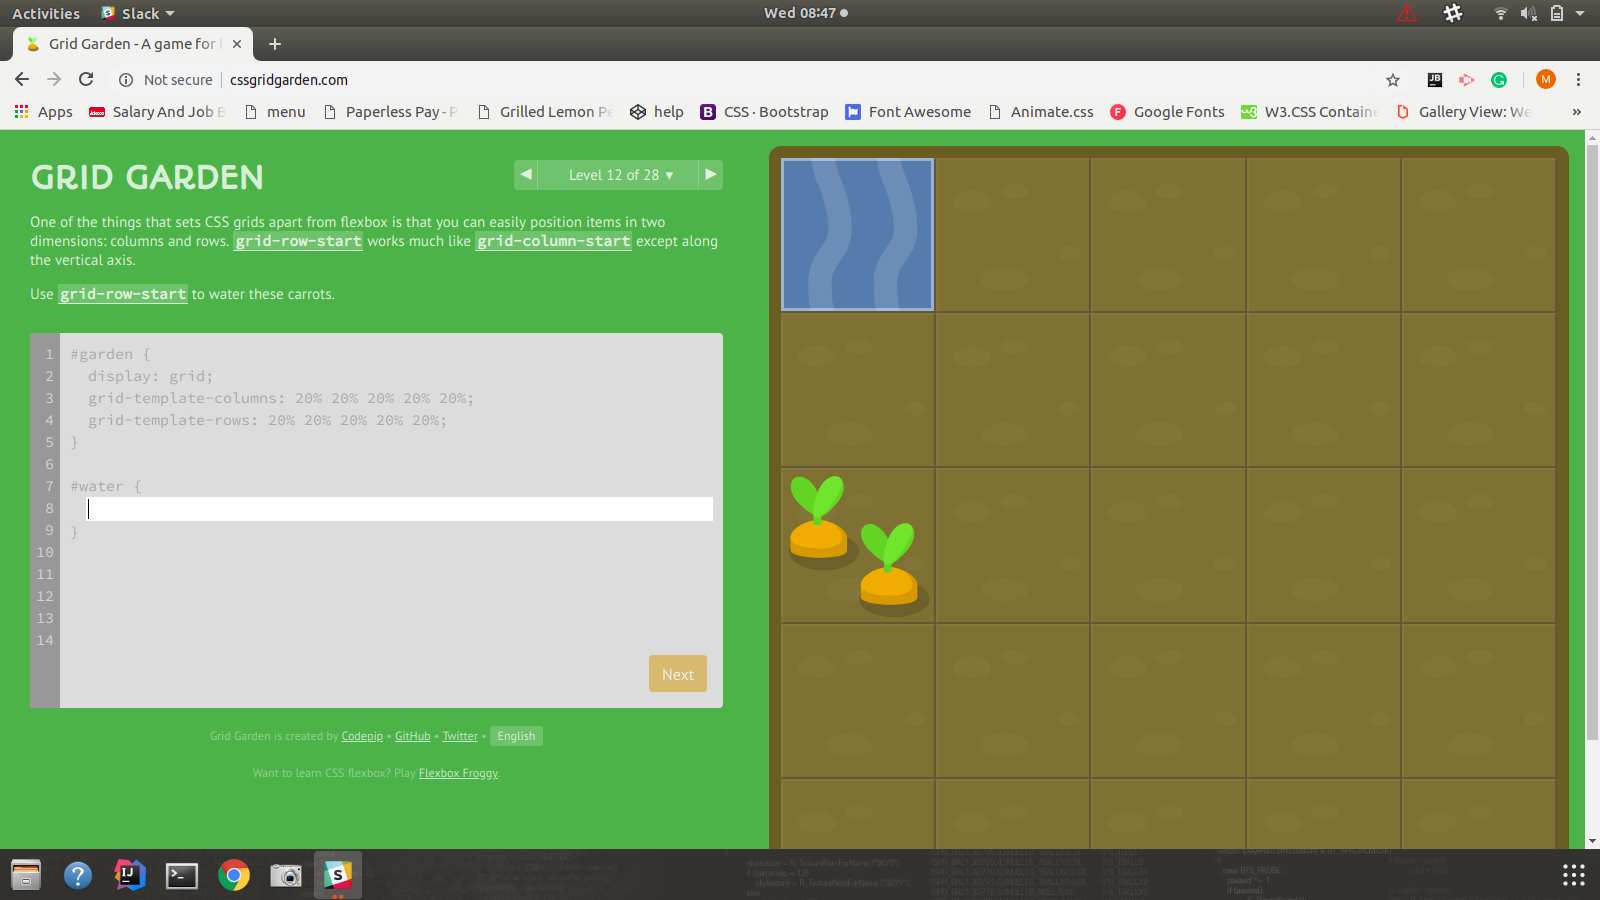 Activities
Slack
Wed 08:47
Grid Garden - A game for l
Not secure
cssgridgarden.com
JB
M
Apps
Salary And Job B
menu
Paperless Pay - P
Grilled Lemon Pe
help
CSS · Bootstrap
Font Awesome
Animate.css
Google Fonts
W3.CSS Containe
Gallery View: We
»
GRID GARDEN
◀ Level 12 of 28 ▼ ▶
One of the things that sets CSS grids apart from flexbox is that you can easily position items in two
dimensions: columns and rows. grid-row-start works much like grid-column-start except along
the vertical axis.
Use grid-row-start to water these carrots.
1 #garden {
2 display: grid;
3 grid-template-columns: 20% 20% 20% 20% 20%;
4 grid-template-rows: 20% 20% 20% 20% 20%;
5 }
6
7 #water {
8
9 }
10
11
12
13
14
Next
Grid Garden is created by Codepip • GitHub • Twitter • English
Want to learn CSS flexbox? Play Flexbox Froggy.